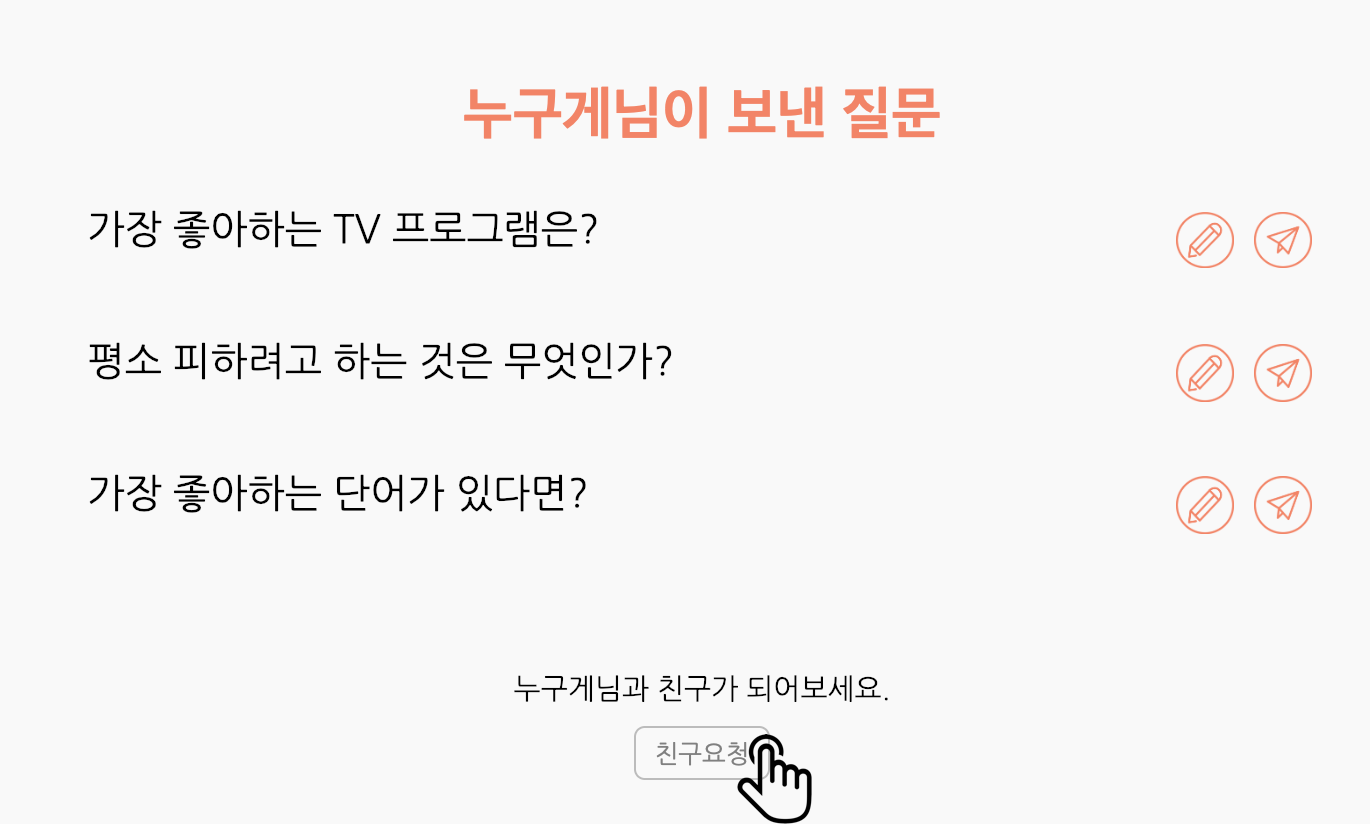 누구게님이 보낸 질문
가장 좋아하는 TV 프로그램은?
평소 피하려고 하는 것은 무엇인가?
가장 좋아하는 단어가 있다면?
누구게님과 친구가 되어보세요.
친구요청